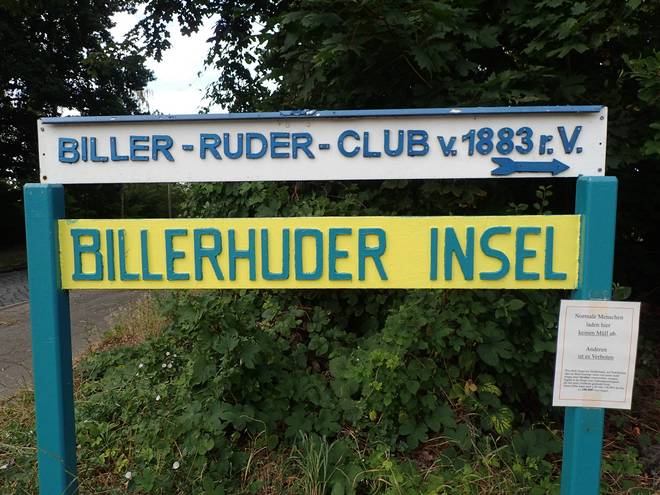 BILLER-RUDER-CLUB v. 1883 r. V.
BILLERHUDER INSEL
Normale Menschen
laden hier
keinen Müll ab.
Anderen
ist es Verboten